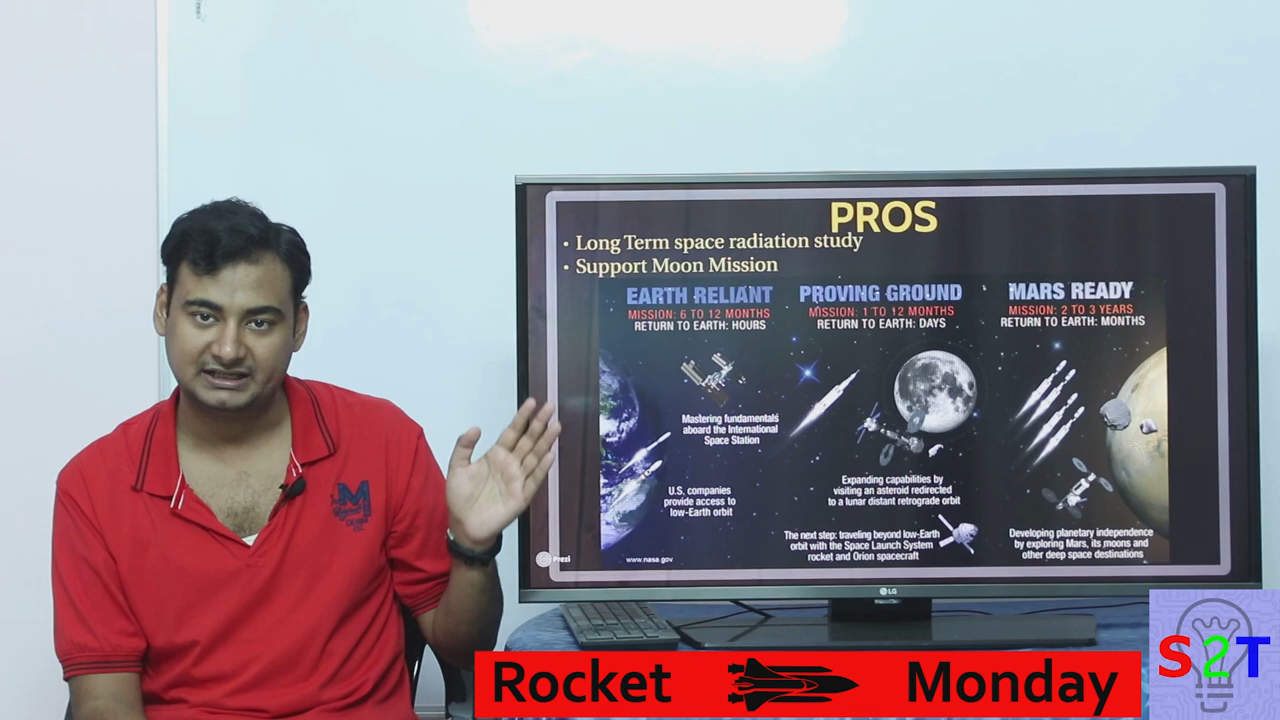 PROS
• Long Term space radiation study
• Support Moon Mission
EARTH RELIANT
MISSION: 6 TO 12 MONTHS
RETURN TO EARTH: HOURS
Mastering fundamentals
aboard the International
Space Station
U.S. companies
provide access to
low-Earth orbit
www.nasa.gov
PROVING GROUND
MISSION: 1 TO 12 MONTHS
RETURN TO EARTH: DAYS
Expanding capabilities by
visiting an asteroid redirected
to a lunar distant retrograde orbit
The next step: traveling beyond low-Earth
orbit with the Space Launch System
rocket and Orion spacecraft
MARS READY
MISSION: 2 TO 3 YEARS
RETURN TO EARTH: MONTHS
Developing planetary independence
by exploring Mars, its moons and
other deep space destinations
Prezi
LG
M
Rocket Monday
S2T